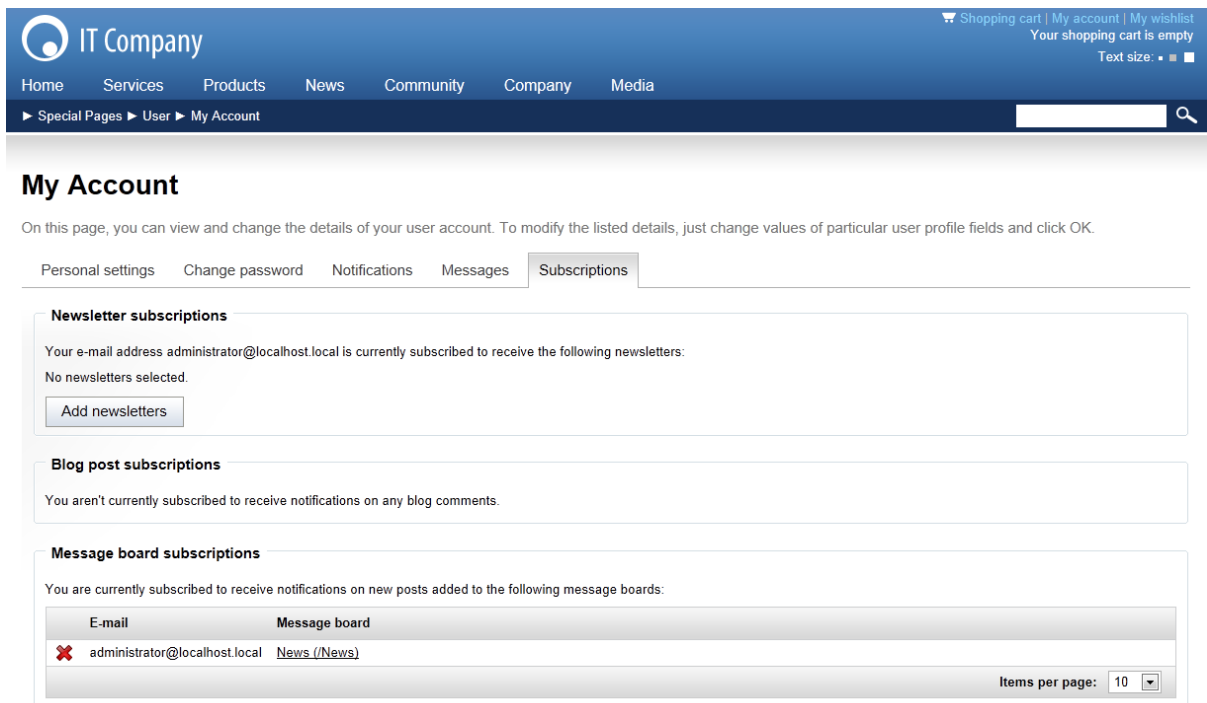 Shopping cart | My account | My wishlist
IT Company
Your shopping cart is empty
Text size:
Home Services Products News Community Company Media
► Special Pages ► User ► My Account
My Account
On this page, you can view and change the details of your user account. To modify the listed details, just change values of particular user profile fields and click OK.
Personal settings Change password Notifications Messages Subscriptions
Newsletter subscriptions
Your e-mail address administrator@localhost.local is currently subscribed to receive the following newsletters:
No newsletters selected.
Add newsletters
Blog post subscriptions
You aren't currently subscribed to receive notifications on any blog comments.
Message board subscriptions
You are currently subscribed to receive notifications on new posts added to the following message boards:
E-mail Message board
administrator@localhost.local News (/News)
Items per page: 10